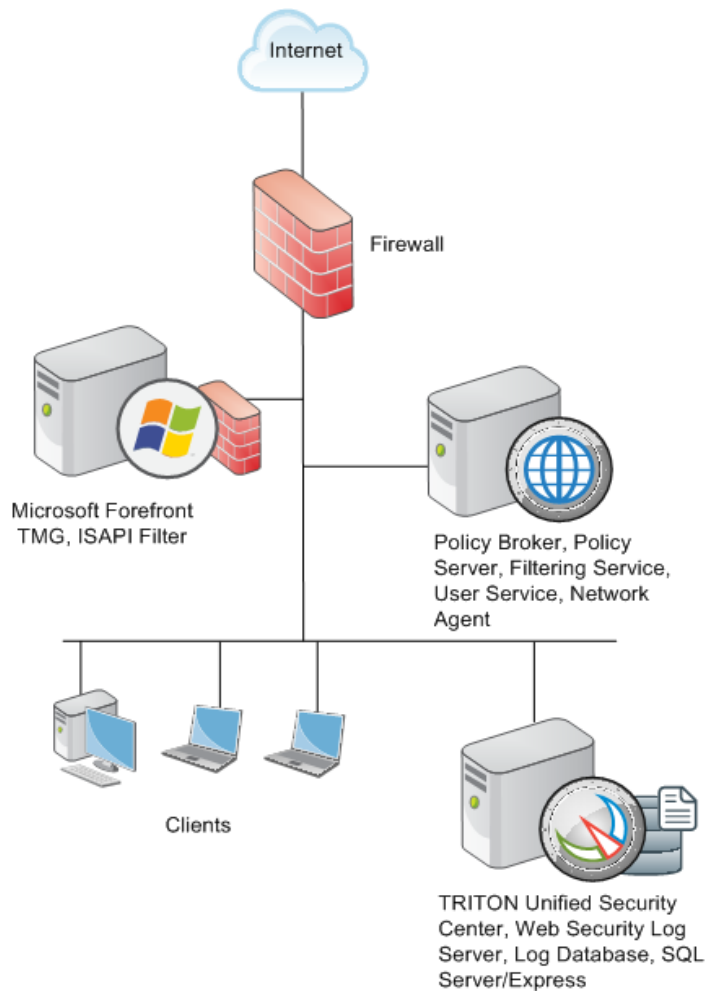 Internet
Firewall
Microsoft Forefront
TMG, ISAPI Filter
Policy Broker, Policy
Server, Filtering Service,
User Service, Network
Agent
Clients
TRITON Unified Security
Center, Web Security Log
Server, Log Database, SQL
Server/Express